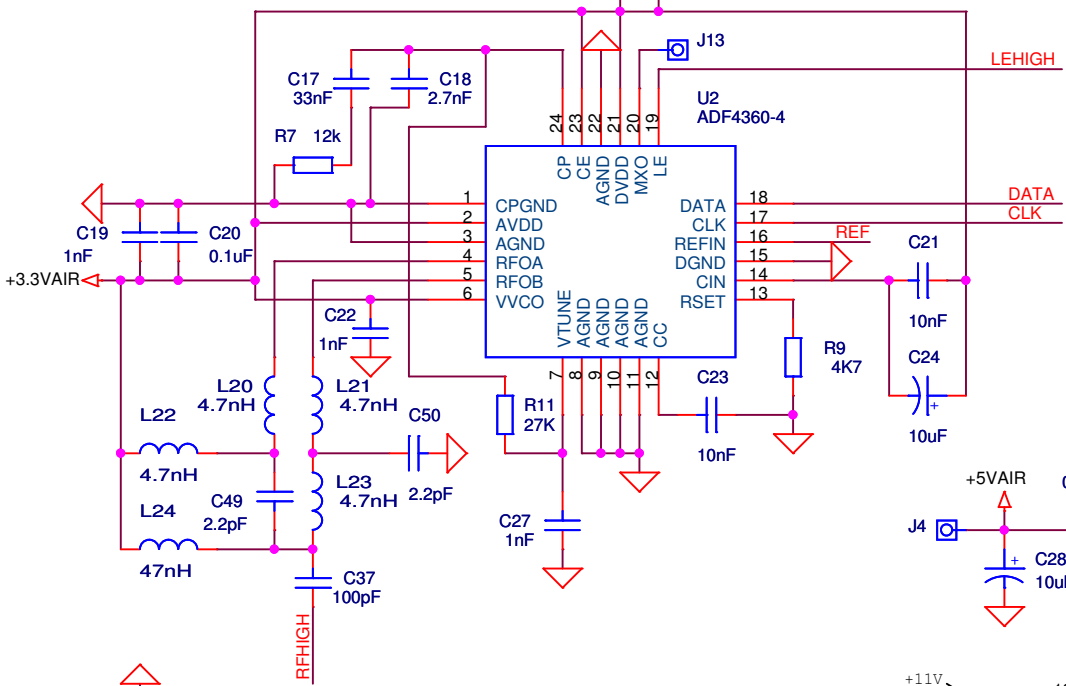 J13
LEHIGH
C17
33nF
C18
2.7nF
U2
ADF4360-4
R7 12k
24
23
22
21
20
19
CP
CE
AGND
DVDD
MXO
LE
1
2
3
4
5
6
CPGND
AVDD
AGND
RFOA
RFOB
VVCO
DATA
CLK
REFIN
DGND
CIN
RSET
18
17
16
15
14
13
DATA
CLK
REF
VTUNE
AGND
AGND
AGND
AGND
CC
7
8
9
10
11
12
C19
1nF
C20
0.1uF
+3.3VAIR
C21
10nF
C22
1nF
R9
4K7
C24
+
10uF
L20
4.7nH
L21
4.7nH
C23
10nF
R11
27K
L22
4.7nH
C50
2.2pF
L23
4.7nH
C49
2.2pF
L24
47nH
C27
1nF
C37
100pF
RFHIGH
+5VAIR
J4
+
C28
+11V